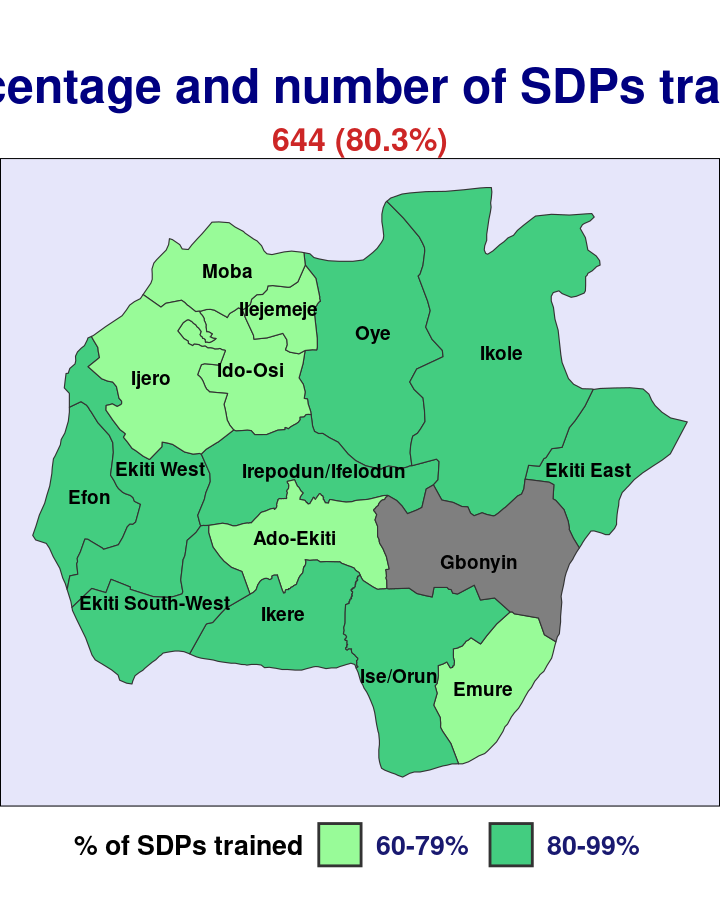 centage and number of SDPs tra
644 (80.3%)
Moba
Ilejemeje
Oye
Ikole
Ijero
Ido-Osi
Ekiti West
Irepodun/Ifelodun
Ekiti East
Efon
Ado-Ekiti
Gbonyin
Ekiti South-West
Ikere
Ise/Orun
Emure
% of SDPs trained 60-79% 80-99%